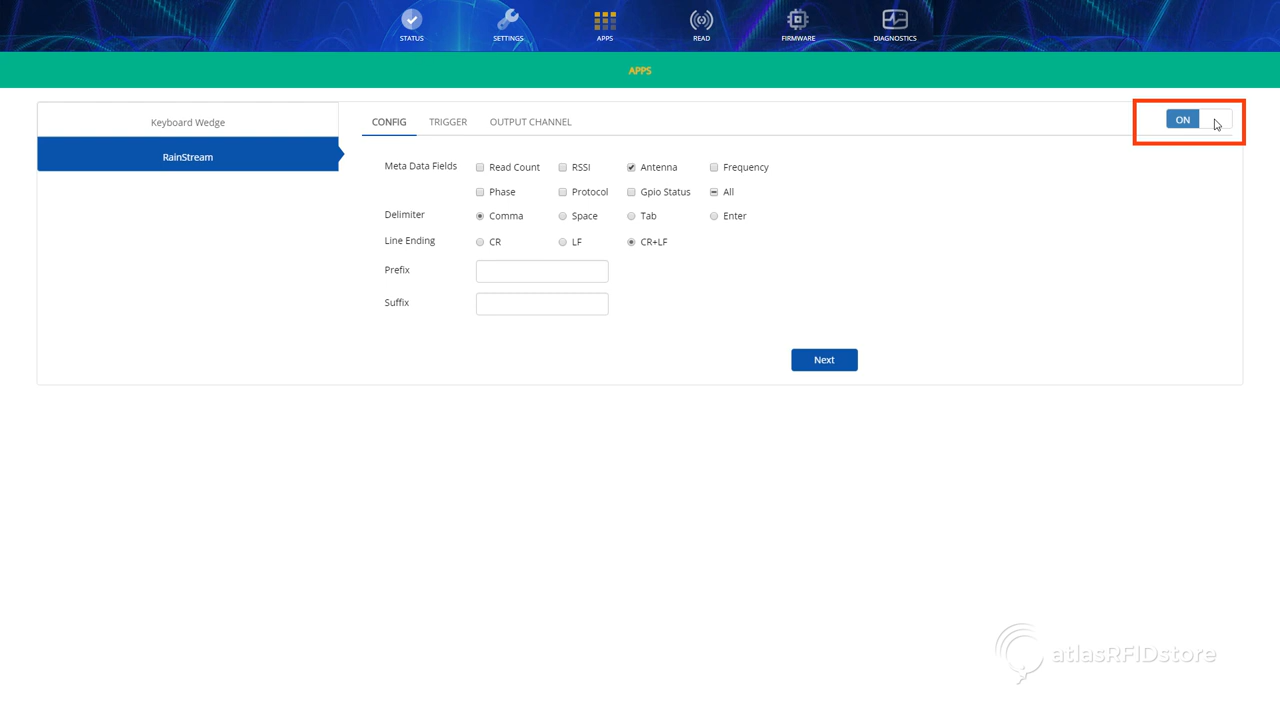 STATUS SETTINGS APPS READ FIRMWARE DIAGNOSTICS
APPS
Keyboard Wedge
RainStream
CONFIG TRIGGER OUTPUT CHANNEL ON
Meta Data Fields Read Count RSSI Antenna Frequency
Phase Protocol Gpio Status All
Delimiter Comma Space Tab Enter
Line Ending CR LF CR+LF
Prefix
Suffix
Next
atlasRFIDstore